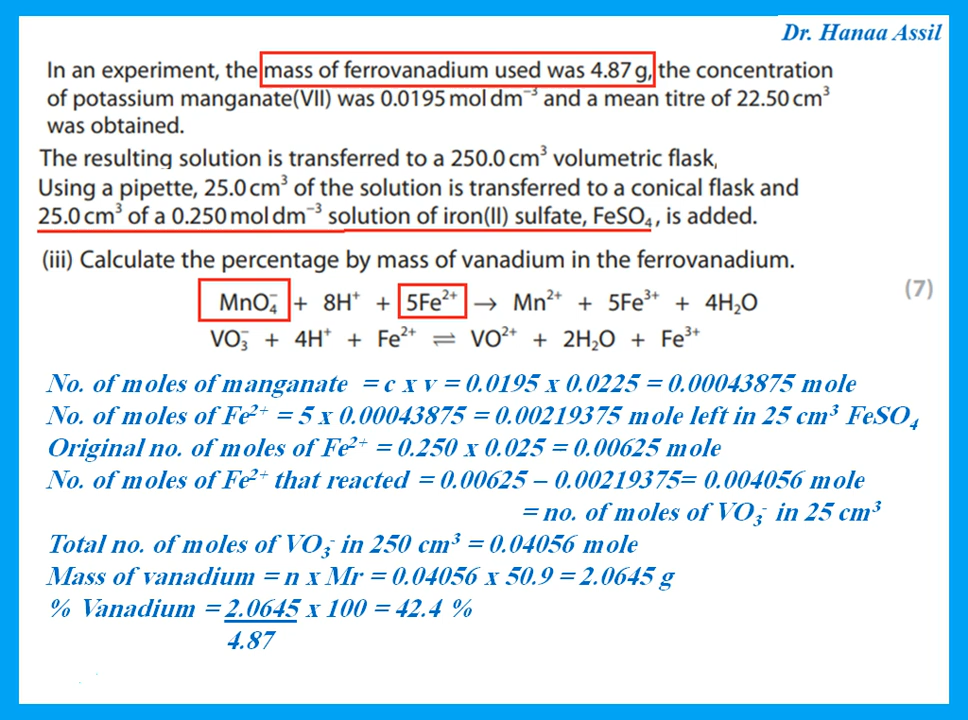 Dr. Hanaa Assil
In an experiment, the mass of ferrovanadium used was 4.87 g, the concentration
of potassium manganate(VII) was 0.0195 mol dm⁻³ and a mean titre of 22.50 cm³
was obtained.
The resulting solution is transferred to a 250.0 cm³ volumetric flask,
Using a pipette, 25.0 cm³ of the solution is transferred to a conical flask and
25.0 cm³ of a 0.250 mol dm⁻³ solution of iron(II) sulfate, FeSO₄, is added.
(iii) Calculate the percentage by mass of vanadium in the ferrovanadium.
(7)
MnO₄⁻ + 8H⁺ + 5Fe²⁺ → Mn²⁺ + 5Fe³⁺ + 4H₂O
VO₃⁻ + 4H⁺ + Fe²⁺ ⇌ VO²⁺ + 2H₂O + Fe³⁺
No. of moles of manganate = c x v = 0.0195 x 0.0225 = 0.00043875 mole
No. of moles of Fe²⁺ = 5 x 0.00043875 = 0.00219375 mole left in 25 cm³ FeSO₄
Original no. of moles of Fe²⁺ = 0.250 x 0.025 = 0.00625 mole
No. of moles of Fe²⁺ that reacted = 0.00625 – 0.00219375= 0.004056 mole
= no. of moles of VO₃⁻ in 25 cm³
Total no. of moles of VO₃⁻ in 250 cm³ = 0.04056 mole
Mass of vanadium = n x Mr = 0.04056 x 50.9 = 2.0645 g
% Vanadium = 2.0645 x 100 = 42.4 %
4.87